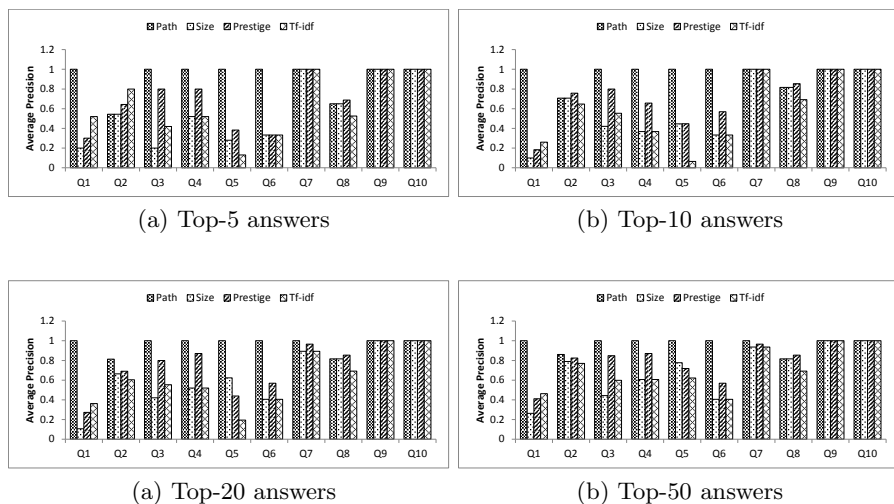 Path Size Prestige Tf-idf
1.2
1
0.8
0.6
0.4
0.2
0
Average Precision
Q1 Q2 Q3 Q4 Q5 Q6 Q7 Q8 Q9 Q10
(a) Top-5 answers
Path Size Prestige Tf-idf
1.2
1
0.8
0.6
0.4
0.2
0
Average Precision
Q1 Q2 Q3 Q4 Q5 Q6 Q7 Q8 Q9 Q10
(b) Top-10 answers
Path Size Prestige Tf-idf
1.2
1
0.8
0.6
0.4
0.2
0
Average Precision
Q1 Q2 Q3 Q4 Q5 Q6 Q7 Q8 Q9 Q10
(a) Top-20 answers
Path Size Prestige Tf-idf
1.2
1
0.8
0.6
0.4
0.2
0
Average Precision
Q1 Q2 Q3 Q4 Q5 Q6 Q7 Q8 Q9 Q10
(b) Top-50 answers